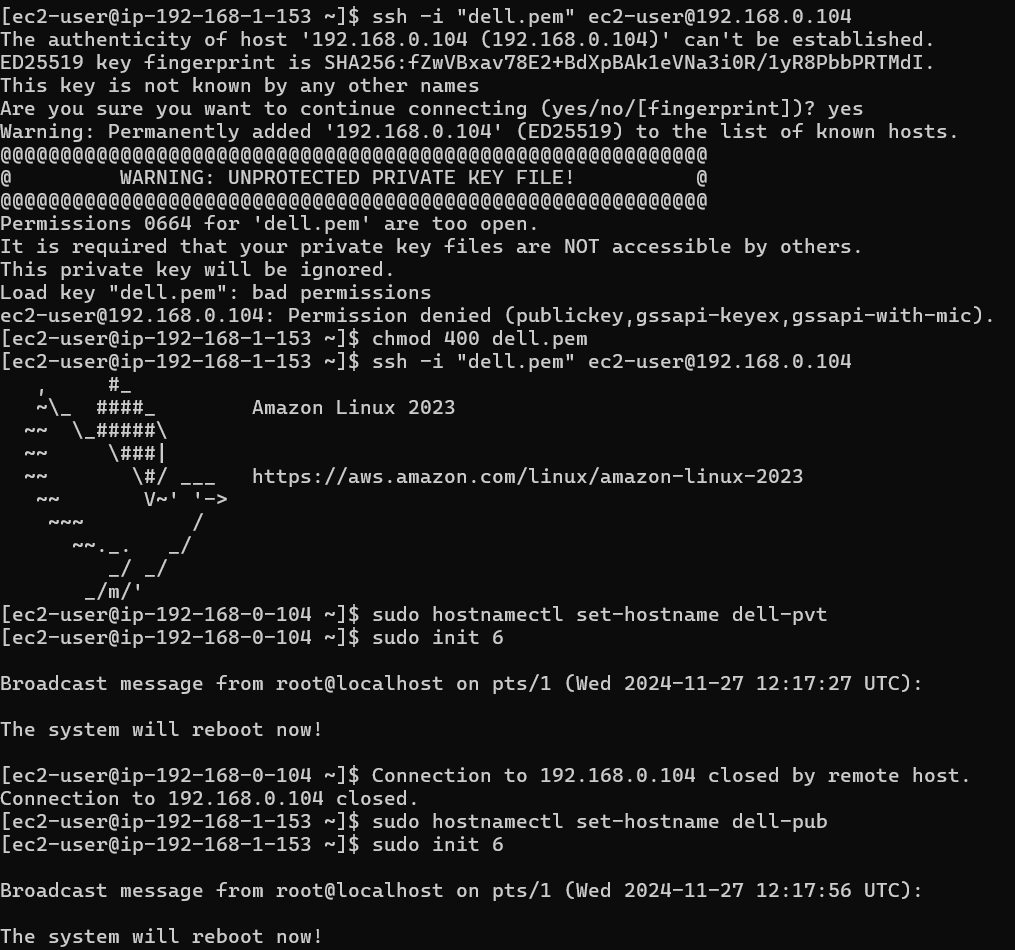 [ec2-user@ip-192-168-1-153 ~]$ ssh -i "dell.pem" ec2-user@192.168.0.104
The authenticity of host '192.168.0.104 (192.168.0.104)' can't be established.
ED25519 key fingerprint is SHA256:fZwVBxav78E2+BdXpBAk1eVNa3i0R/1yR8PbbPRTMdI.
This key is not known by any other names
Are you sure you want to continue connecting (yes/no/[fingerprint])? yes
Warning: Permanently added '192.168.0.104' (ED25519) to the list of known hosts.
@@@@@@@@@@@@@@@@@@@@@@@@@@@@@@@@@@@@@@@@@@@@@@@@@@@@@@@@@@@
@         WARNING: UNPROTECTED PRIVATE KEY FILE!          @
@@@@@@@@@@@@@@@@@@@@@@@@@@@@@@@@@@@@@@@@@@@@@@@@@@@@@@@@@@@
Permissions 0664 for 'dell.pem' are too open.
It is required that your private key files are NOT accessible by others.
This private key will be ignored.
Load key "dell.pem": bad permissions
ec2-user@192.168.0.104: Permission denied (publickey,gssapi-keyex,gssapi-with-mic).
[ec2-user@ip-192-168-1-153 ~]$ chmod 400 dell.pem
[ec2-user@ip-192-168-1-153 ~]$ ssh -i "dell.pem" ec2-user@192.168.0.104
   ,     #_
   ~\_  ####_        Amazon Linux 2023
  ~~  \_#####\
  ~~     \###|
  ~~       \#/ ___   https://aws.amazon.com/linux/amazon-linux-2023
   ~~       V~' '->
    ~~~         /
      ~~._.   _/
         _/ _/
       _/m/'
[ec2-user@ip-192-168-0-104 ~]$ sudo hostnamectl set-hostname dell-pvt
[ec2-user@ip-192-168-0-104 ~]$ sudo init 6

Broadcast message from root@localhost on pts/1 (Wed 2024-11-27 12:17:27 UTC):

The system will reboot now!

[ec2-user@ip-192-168-0-104 ~]$ Connection to 192.168.0.104 closed by remote host.
Connection to 192.168.0.104 closed.
[ec2-user@ip-192-168-1-153 ~]$ sudo hostnamectl set-hostname dell-pub
[ec2-user@ip-192-168-1-153 ~]$ sudo init 6

Broadcast message from root@localhost on pts/1 (Wed 2024-11-27 12:17:56 UTC):

The system will reboot now!